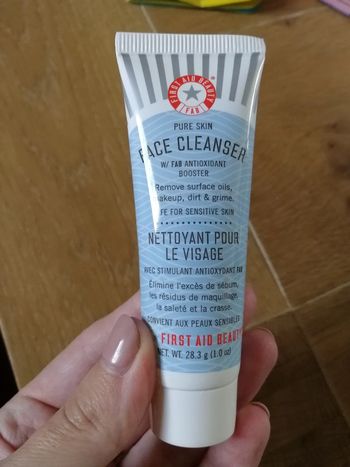 FIRST AID BEAUTY
FAB
PURE SKIN
FACE CLEANSER
W/ FAB ANTIOXIDANT
BOOSTER
Remove surface oils,
makeup, dirt & grime.
SAFE FOR SENSITIVE SKIN
NETTOYANT POUR
LE VISAGE
AVEC STIMULANT ANTIOXYDANT FAB
Élimine l'excès de sébum,
les résidus de maquillage,
la saleté et la crasse.
CONVIENT AUX PEAUX SENSIBLES
FIRST AID BEAUTY
NET. WT. 28.3 g (1.0 oz)